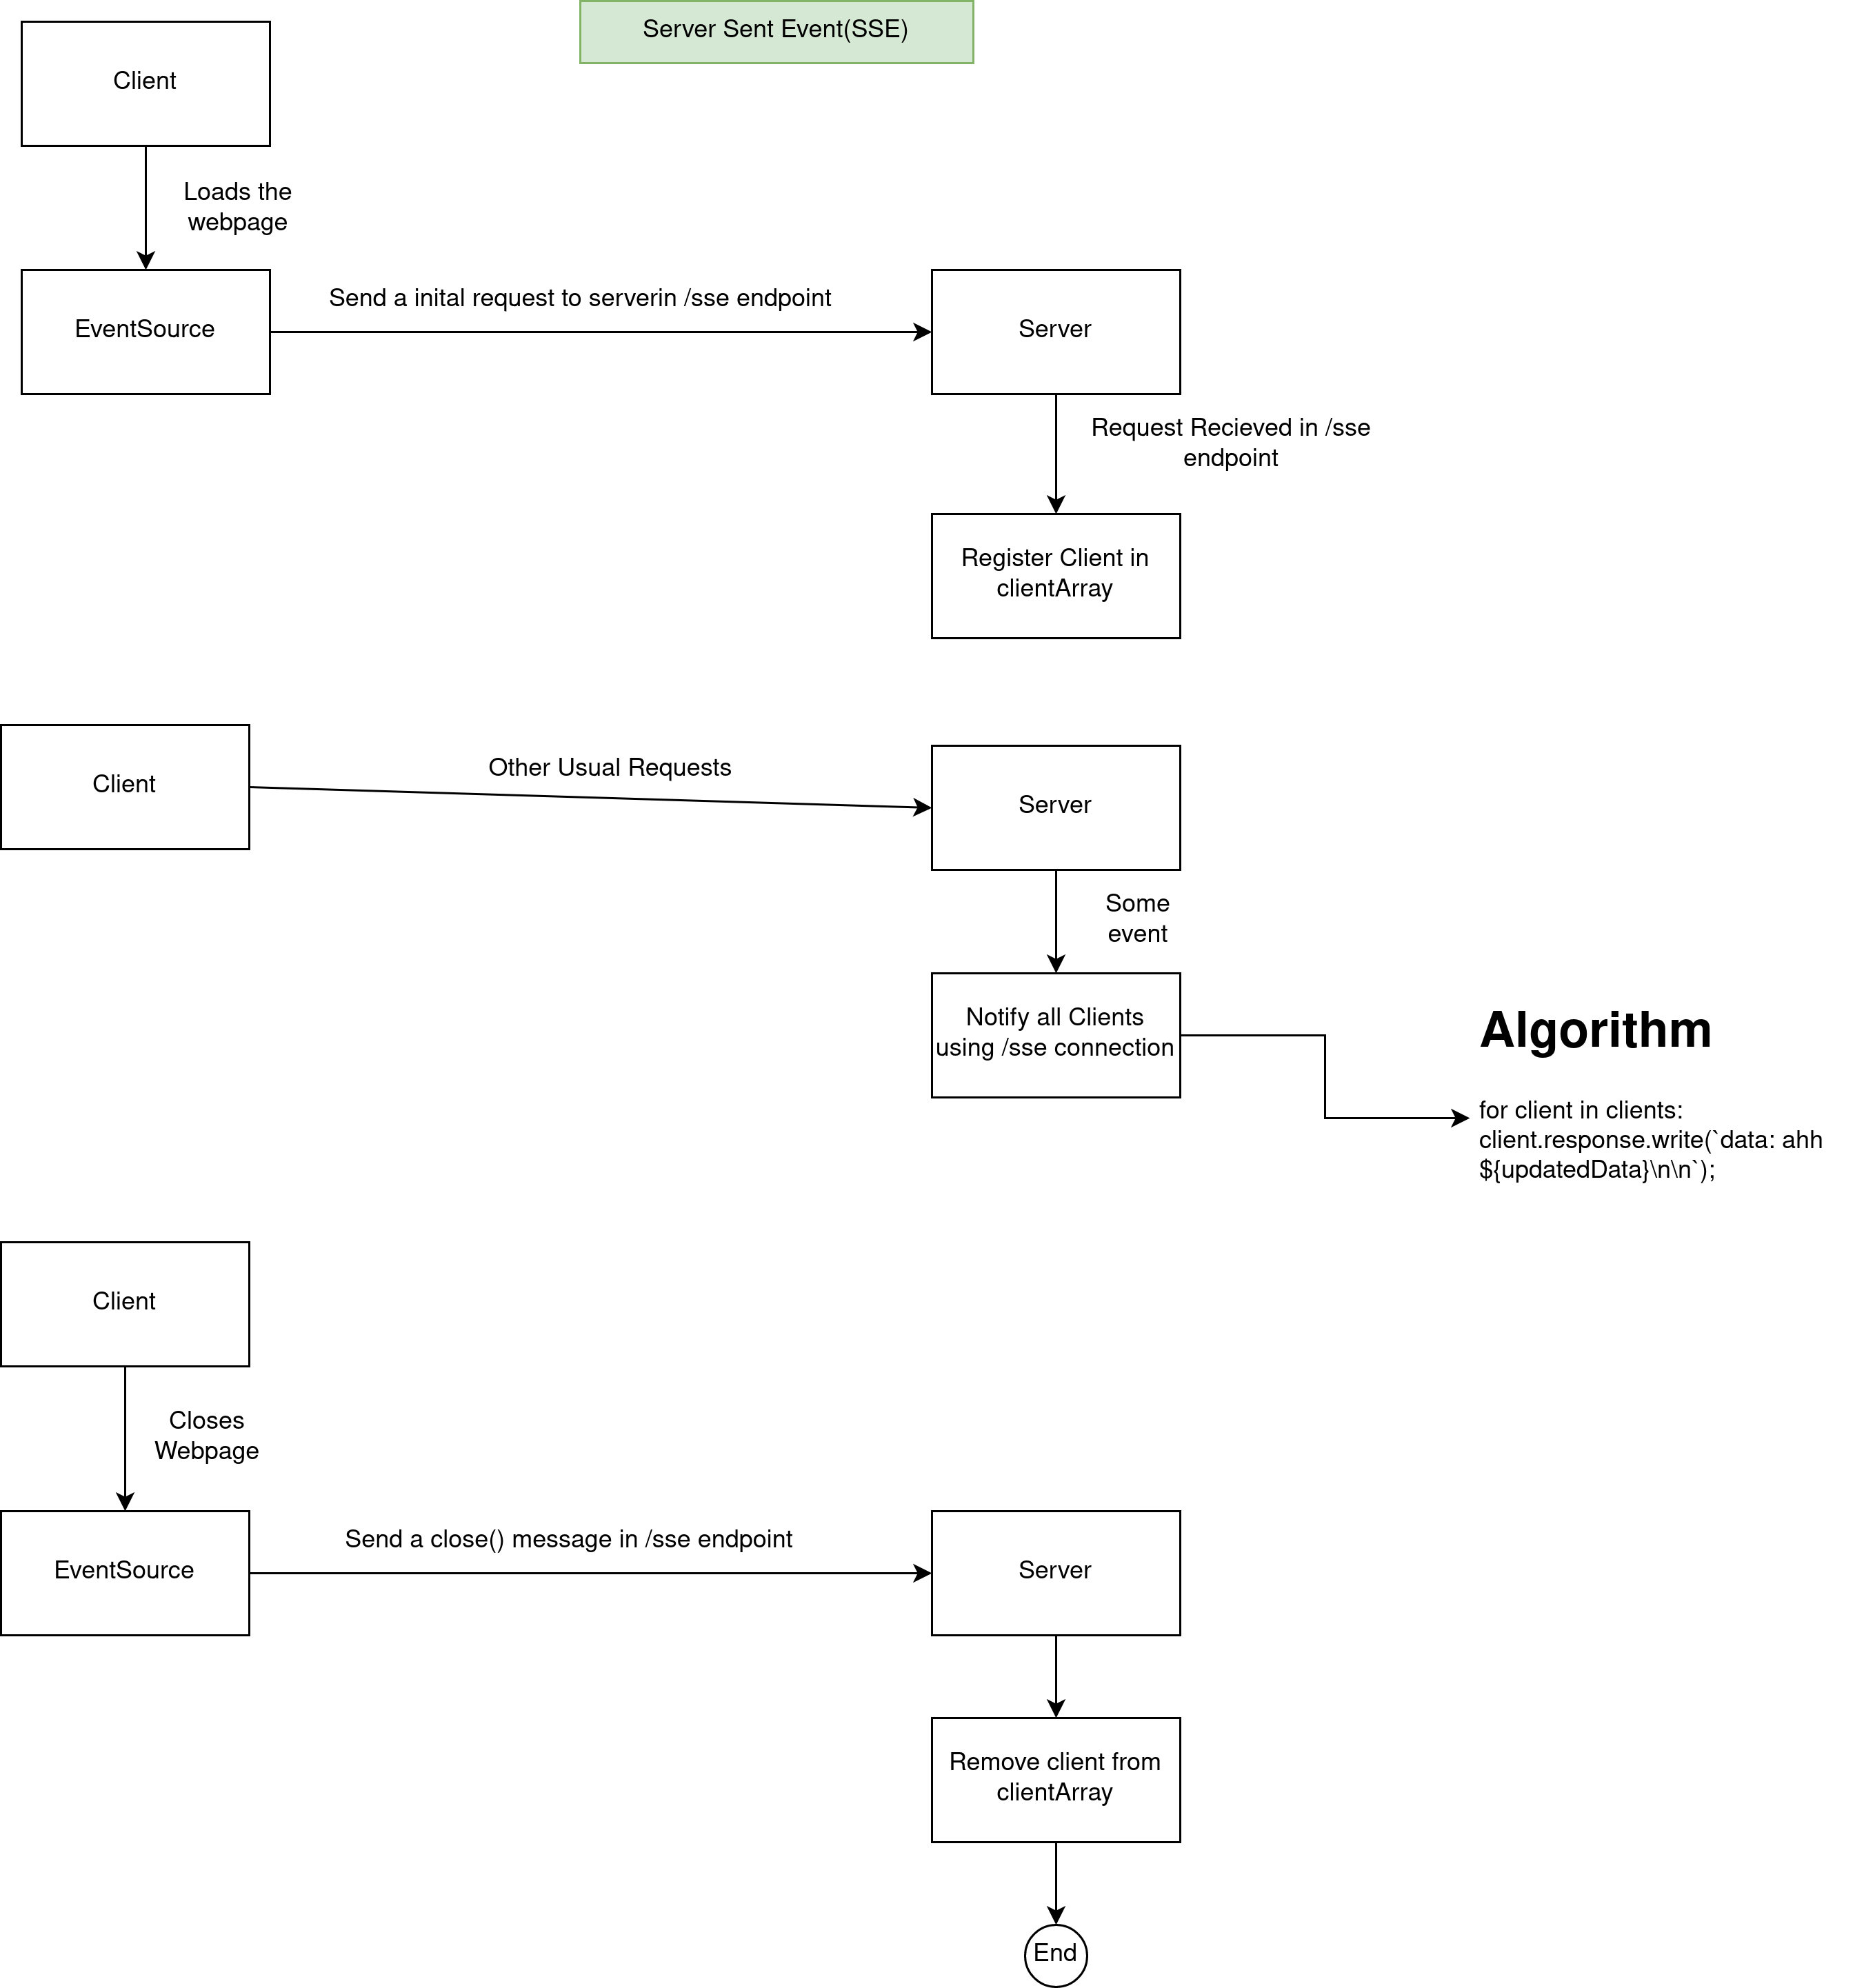 Server Sent Event(SSE)
Client
Loads the
webpage
EventSource
Send a inital request to serverin /sse endpoint
Server
Request Recieved in /sse
endpoint
Register Client in
clientArray
Client
Other Usual Requests
Server
Some
event
Notify all Clients
using /sse connection
Algorithm
for client in clients:
client.response.write(`data: ahh
${updatedData}\n\n`);
Client
Closes
Webpage
EventSource
Send a close() message in /sse endpoint
Server
Remove client from
clientArray
End